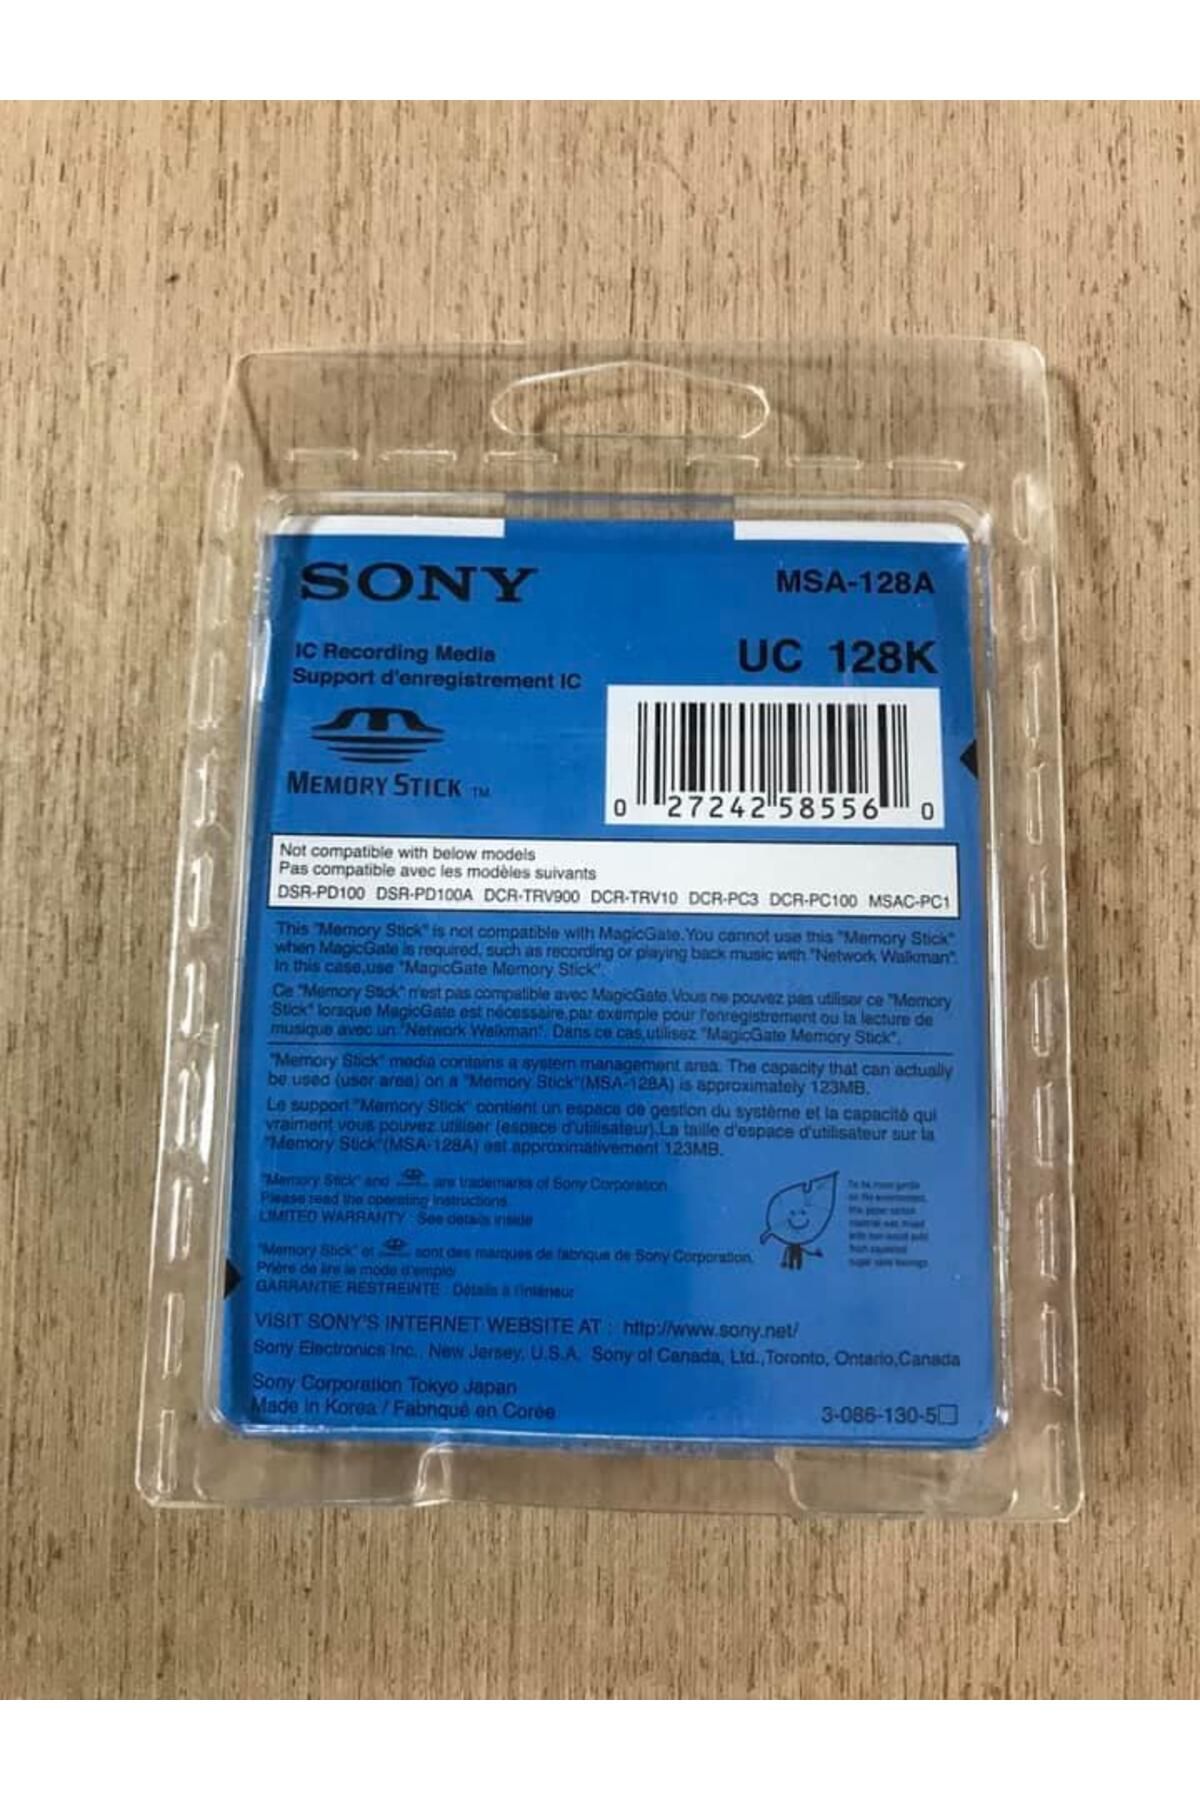 SONY
MSA-128A
IC Recording Media
Support d'enregistrement IC
UC 128K
MEMORY STICK TM
0 27242 58556 0
Not compatible with below models
Pas compatible avec les modèles suivants
DSR-PD100 DSR-PD100A DCR-TRV900 DCR-TRV10 DCR-PC3 DCR-PC100 MSAC-PC1
This "Memory Stick" is not compatible with MagicGate.You cannot use this "Memory Stick"
when MagicGate is required, such as recording or playing back music with "Network Walkman".
In this case,use "MagicGate Memory Stick".
Ce "Memory Stick" n'est pas compatible avec MagicGate.Vous ne pouvez pas utiliser ce "Memory
Stick" lorsque MagicGate est nécessaire,par exemple pour l'enregistrement ou la lecture de
musique avec un "Network Walkman". Dans ce cas,utilisez "MagicGate Memory Stick".
"Memory Stick" media contains a system management area. The capacity that can actually
be used (user area) on a "Memory Stick"(MSA-128A) is approximately 123MB.
Le support "Memory Stick" contient un espace de gestion du système et la capacité qui
vraiment vous pouvez utiliser (espace d'utilisateur).La taille d'espace d'utilisateur sur la
"Memory Stick"(MSA-128A) est approximativement 123MB.
"Memory Stick" and are trademarks of Sony Corporation
Please read the operating instructions.
LIMITED WARRANTY : See details inside
"Memory Stick" et sont des marques de fabrique de Sony Corporation.
Prière de lire le mode d'emploi
GARRANTIE RESTREINTE : Détails à l'intérieur
To be more gentle
on the environment,
this paper carton
VISIT SONY'S INTERNET WEBSITE AT : http://www.sony.net/
Sony Electronics Inc., New Jersey, U.S.A. Sony of Canada, Ltd.,Toronto, Ontario,Canada
Sony Corporation Tokyo Japan
Made in Korea / Fabriqué en Corée
3-086-130-5□